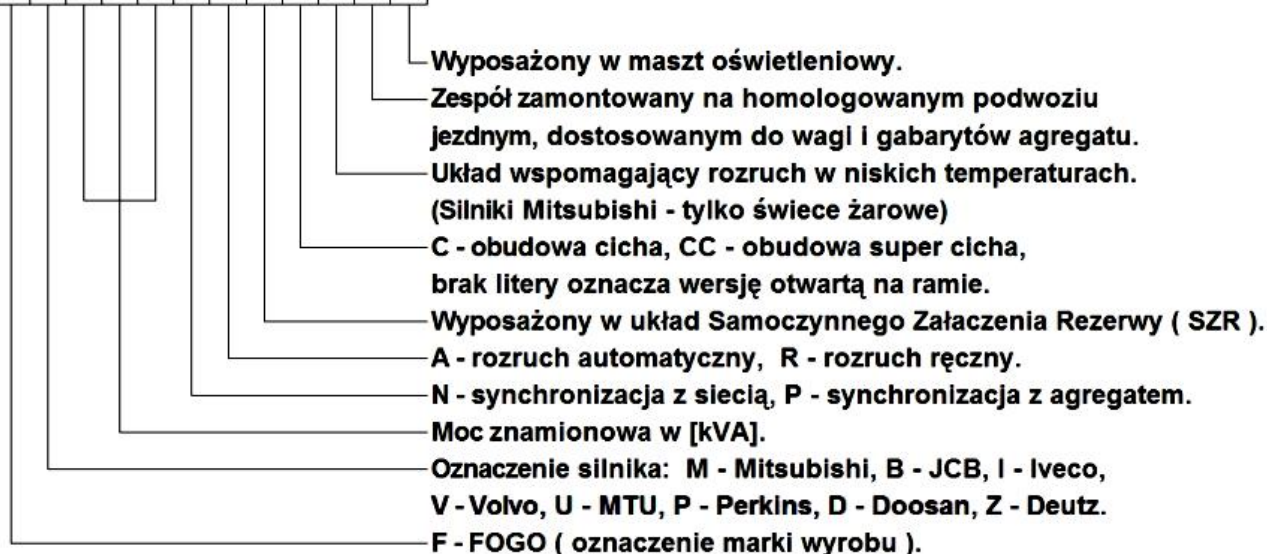 Wyposażony w maszt oświetleniowy.
Zespół zamontowany na homologowanym podwoziu
jezdnym, dostosowanym do wagi i gabarytów agregatu.
Układ wspomagający rozruch w niskich temperaturach.
(Silniki Mitsubishi - tylko świece żarowe)
C - obudowa cicha, CC - obudowa super cicha,
brak litery oznacza wersję otwartą na ramie.
Wyposażony w układ Samoczynnego Załaczenia Rezerwy ( SZR ).
A - rozruch automatyczny, R - rozruch ręczny.
N - synchronizacja z siecią, P - synchronizacja z agregatem.
Moc znamionowa w [kVA].
Oznaczenie silnika: M - Mitsubishi, B - JCB, I - Iveco,
V - Volvo, U - MTU, P - Perkins, D - Doosan, Z - Deutz.
F - FOGO ( oznaczenie marki wyrobu ).